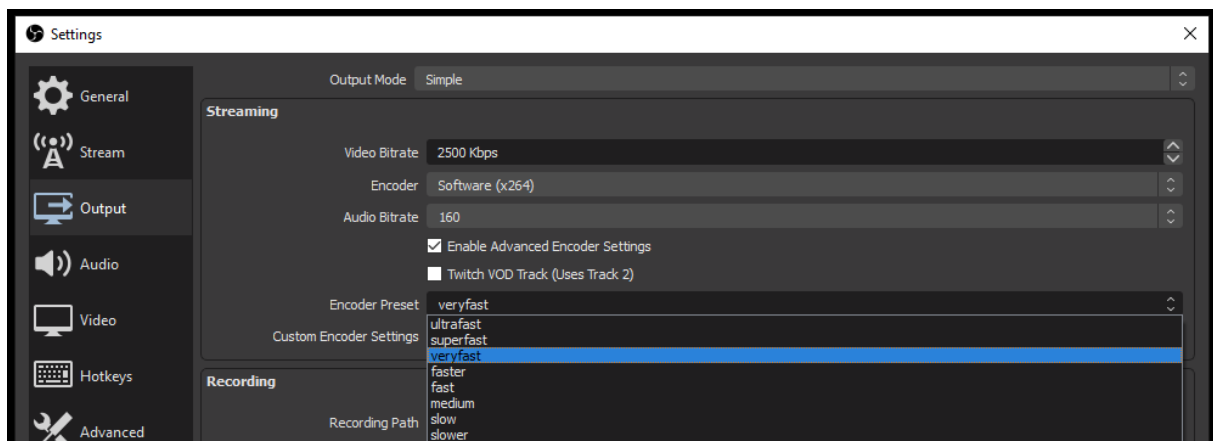 Settings
General
Stream
Output
Audio
Video
Hotkeys
Advanced
Output Mode Simple
Streaming
Video Bitrate 2500 Kbps
Encoder Software (x264)
Audio Bitrate 160
Enable Advanced Encoder Settings
Twitch VOD Track (Uses Track 2)
Encoder Preset veryfast
ultrafast
Custom Encoder Settings
superfast
veryfast
faster
fast
medium
slow
slower
Recording
Recording Path